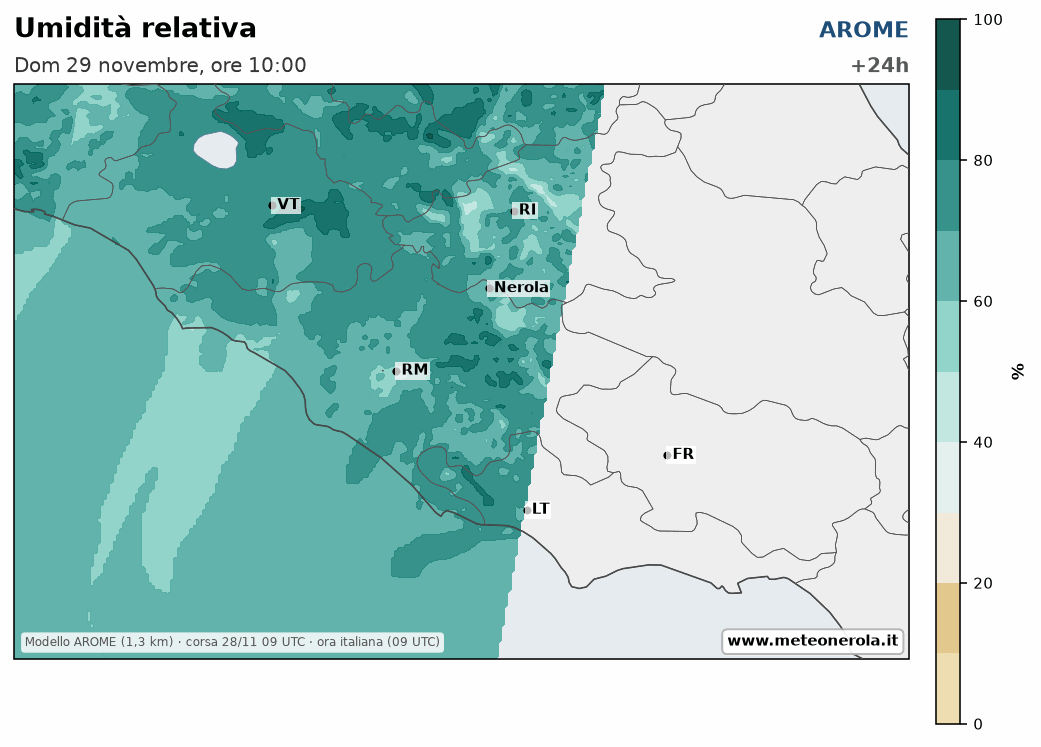 Umidità relativa
AROME
Dom 29 novembre, ore 10:00
+24h
100
80
60
40
20
0
%
VT
RI
Nerola
RM
FR
LT
Modello AROME (1,3 km) · corsa 28/11 09 UTC · ora italiana (09 UTC)
www.meteonerola.it